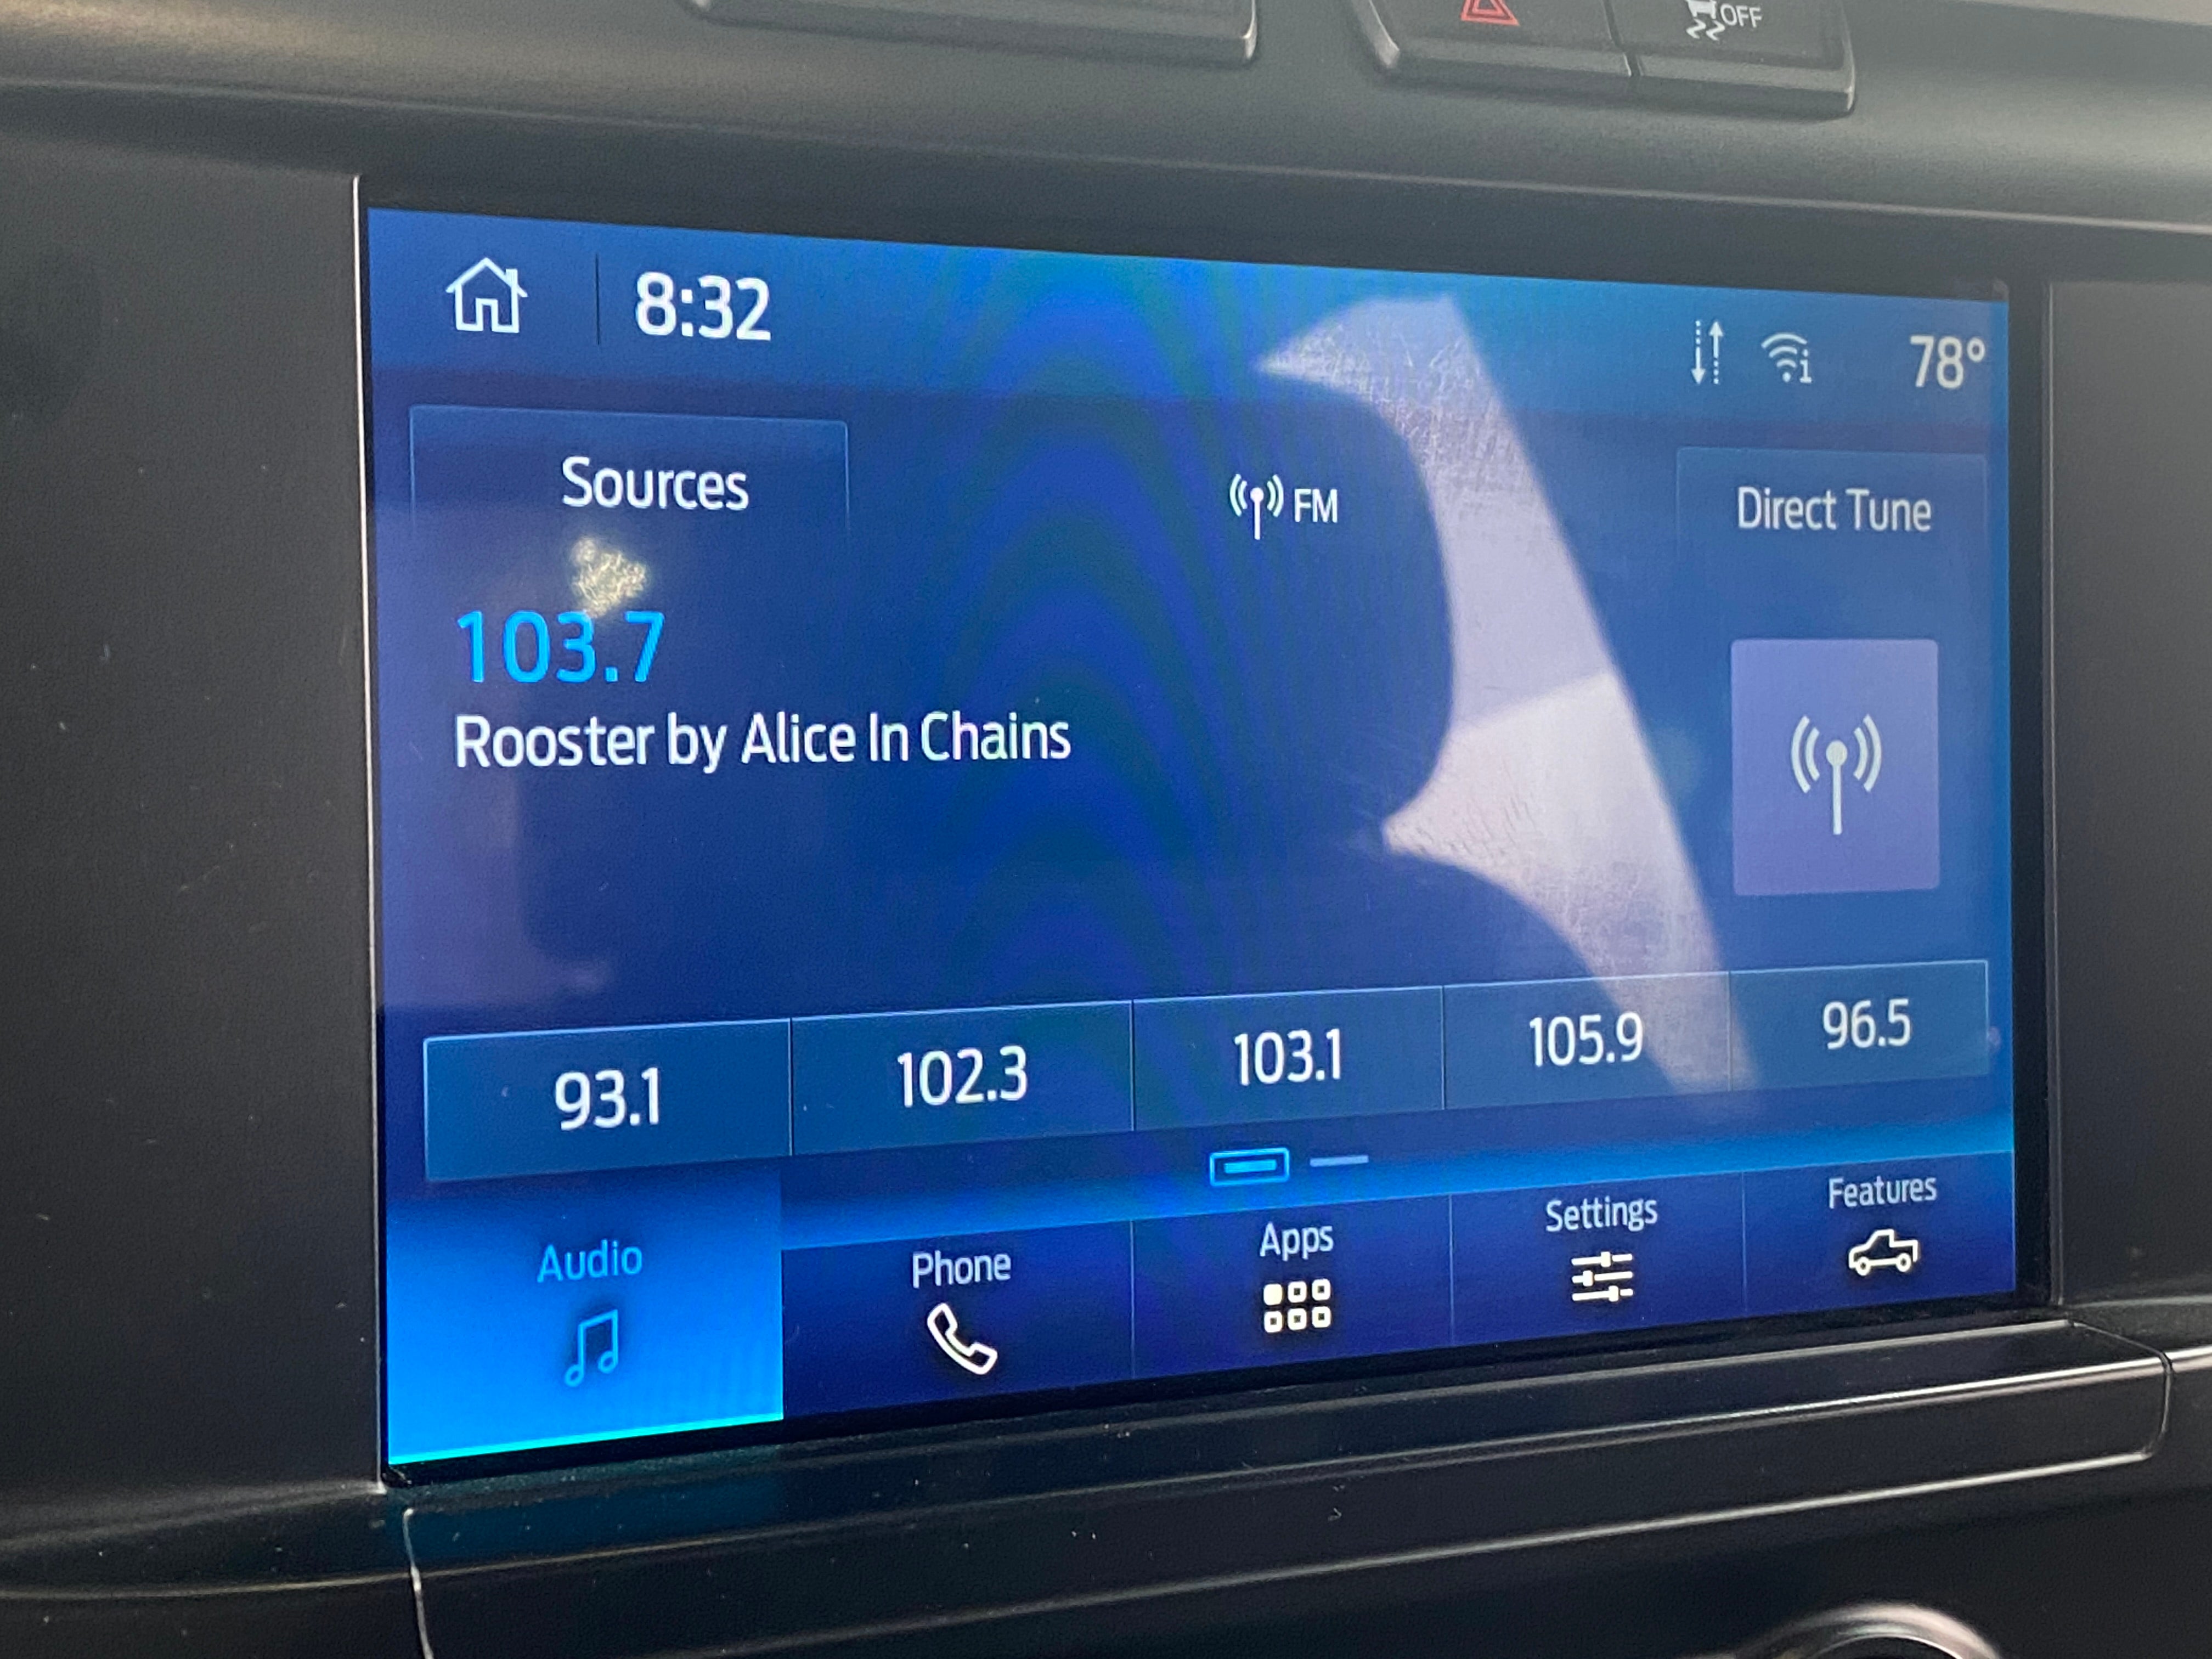 OFF
8:32
78°
Sources
FM
Direct Tune
103.7
Rooster by Alice In Chains
93.1
102.3
103.1
105.9
96.5
Audio
Phone
Apps
Settings
Features